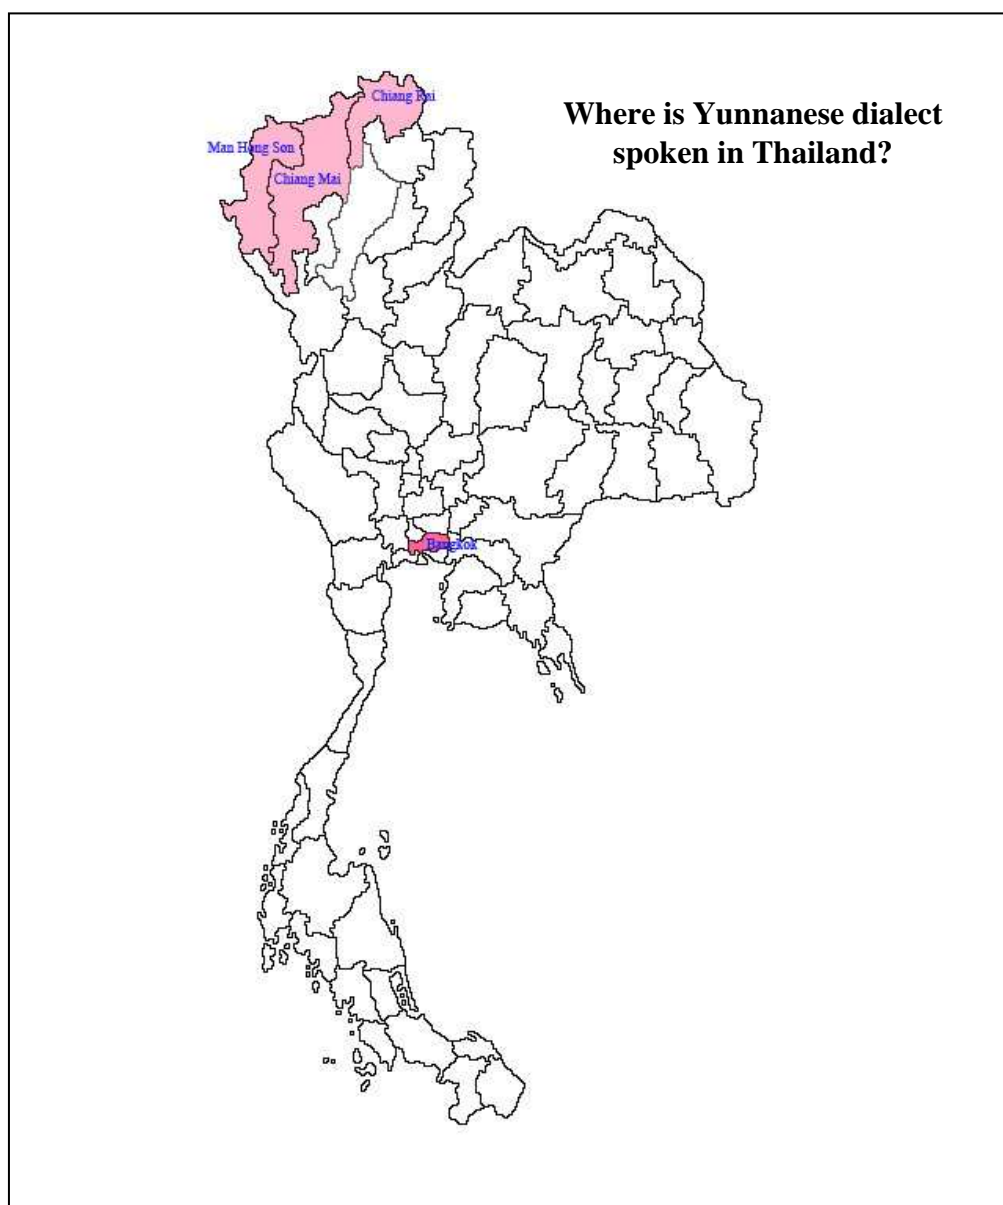 Where is Yunnanese dialect
spoken in Thailand?
Chiang Rai
Man Hong Son
Chiang Mai
Bangkok